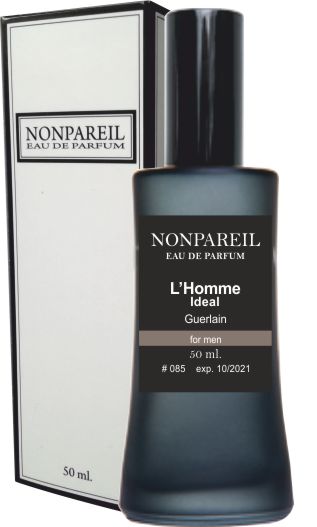 NONPAREIL
EAU DE PARFUM
50 ml.
NONPAREIL
EAU DE PARFUM
L'Homme
Ideal
Guerlain
for men
50 ml.
# 085 exp. 10/2021